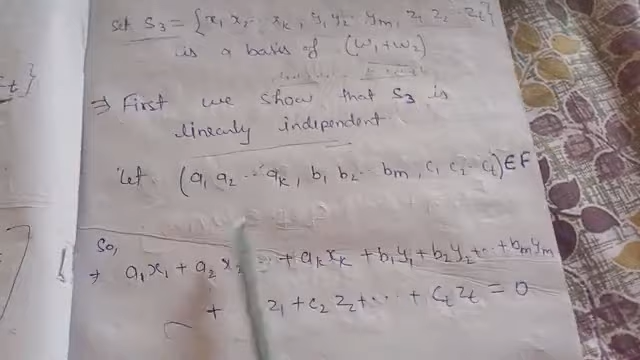 Set S₃ = {x₁ x₂ ... xₖ, y₁ y₂ ... yₘ, z₁ z₂ ... zₜ}
is a basis of (w₁+w₂)
t}
⇒ First we show that S₃ is
linearly independent.
Let (a₁ a₂ ... aₖ, b₁ b₂ ... bₘ, c₁ c₂ ... cₜ) ∈ F
So,
⇒ a₁x₁ + a₂x₂ ... + aₖxₖ + b₁y₁ + b₂y₂ + ... + bₘyₘ
+ z₁ + c₂z₂ + ... + cₜzₜ = 0